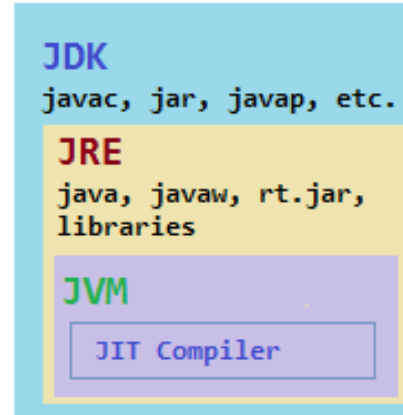 JDK
javac, jar, javap, etc.
JRE
java, javaw, rt.jar,
libraries
JVM
JIT Compiler